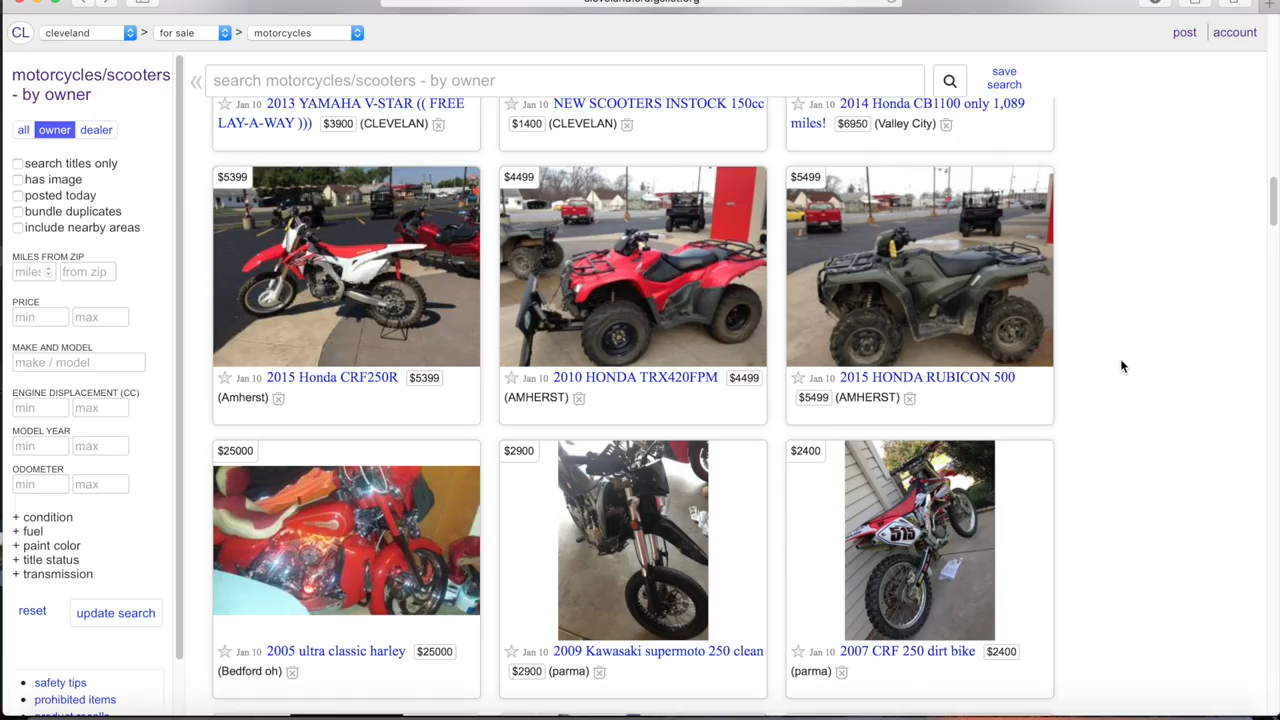 CL cleveland > for sale > motorcycles post account
motorcycles/scooters
- by owner
all owner dealer
search titles only
has image
posted today
bundle duplicates
include nearby areas
MILES FROM ZIP
miles from zip
PRICE
min max
MAKE AND MODEL
make / model
ENGINE DISPLACEMENT (CC)
min max
MODEL YEAR
min max
ODOMETER
min max
+ condition
+ fuel
+ paint color
+ title status
+ transmission
reset update search
safety tips
prohibited items
product recalls
« search motorcycles/scooters - by owner
save
search
Jan 10 2013 YAMAHA V-STAR (( FREE
LAY-A-WAY ))) $3900 (CLEVELAN)
NEW SCOOTERS INSTOCK 150cc
Jan 10
$1400 (CLEVELAN)
Jan 10 2014 Honda CB1100 only 1,089
miles! $6950 (Valley City)
$5399
Jan 10 2015 Honda CRF250R $5399
(Amherst)
$4499
Jan 10 2010 HONDA TRX420FPM $4499
(AMHERST)
$5499
Jan 10 2015 HONDA RUBICON 500
$5499 (AMHERST)
$25000
Jan 10 2005 ultra classic harley $25000
(Bedford oh)
$2900
Jan 10 2009 Kawasaki supermoto 250 clean
$2900 (parma)
$2400
515
Jan 10 2007 CRF 250 dirt bike $2400
(parma)